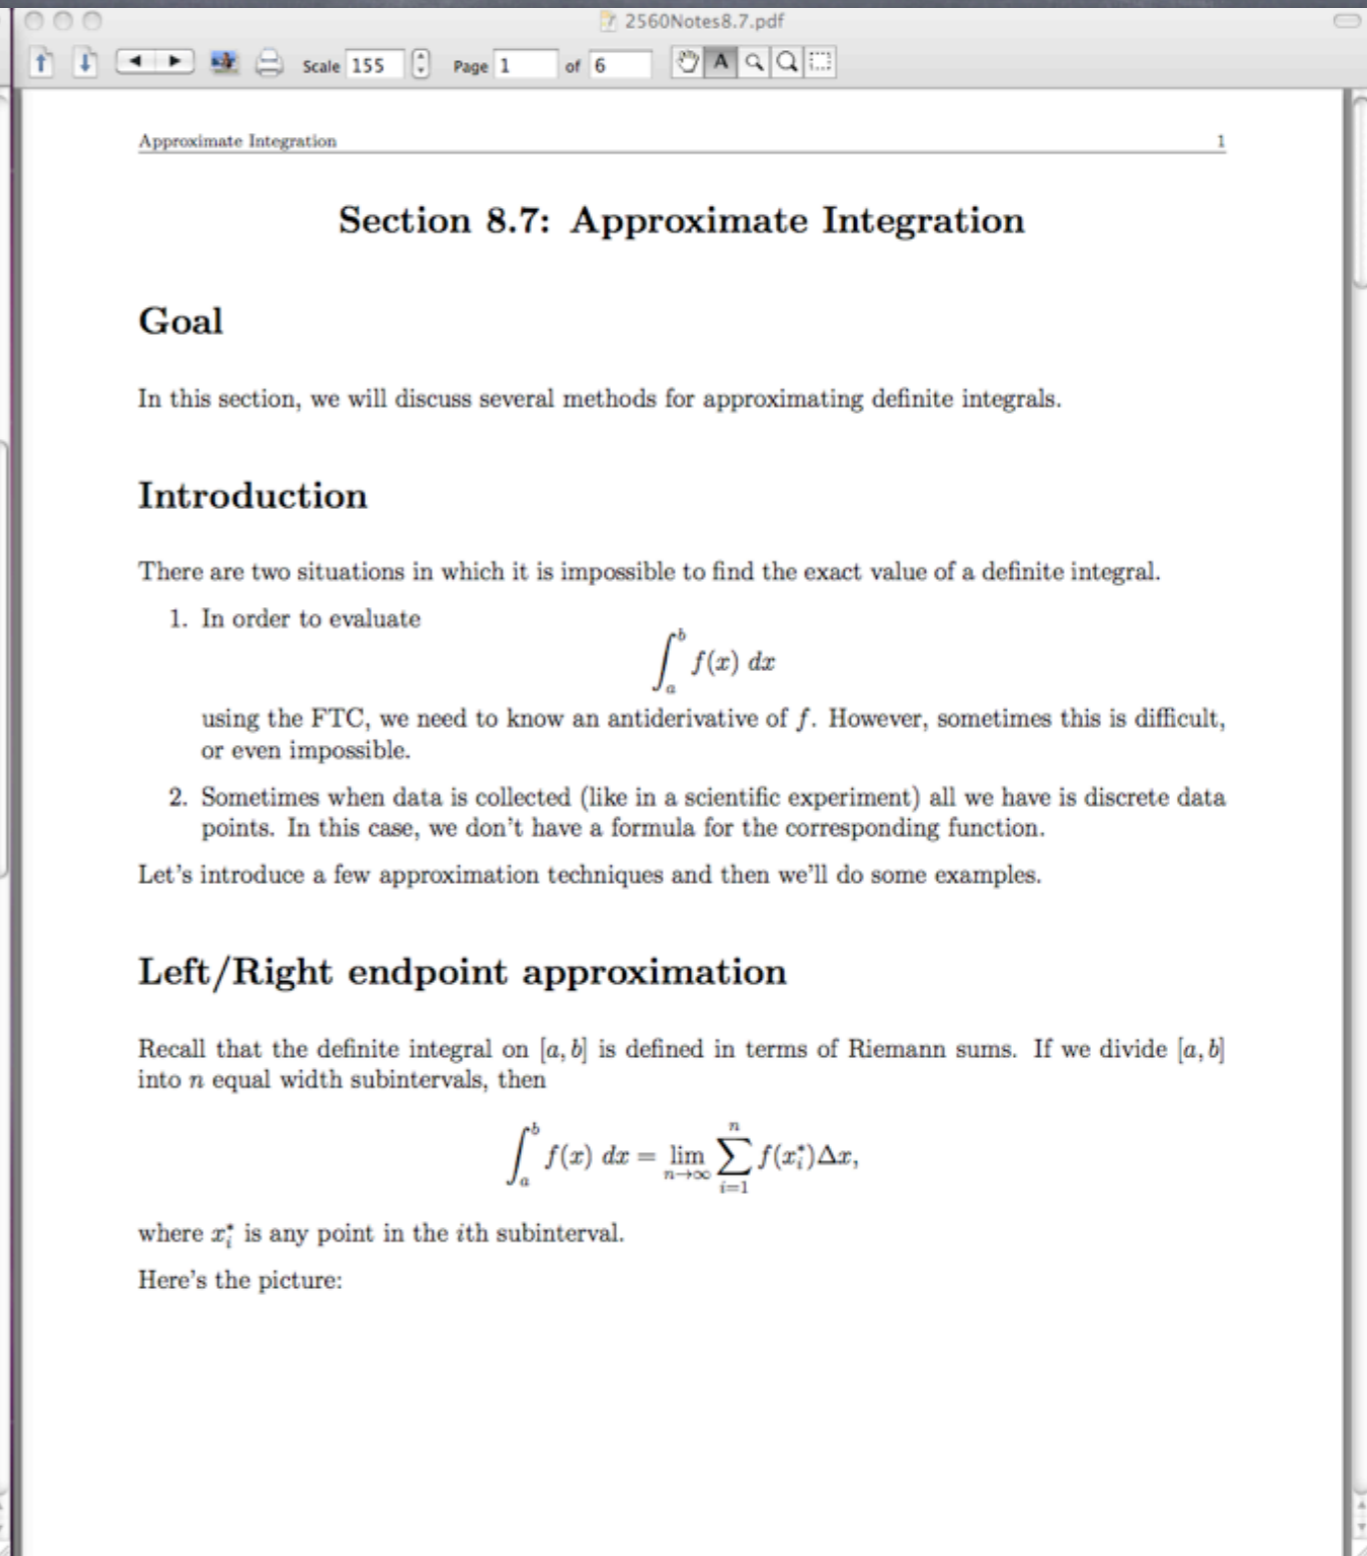 2560Notes8.7.pdf
Scale 155 Page 1 of 6 A
Approximate Integration 1
Section 8.7: Approximate Integration
Goal
In this section, we will discuss several methods for approximating definite integrals.
Introduction
There are two situations in which it is impossible to find the exact value of a definite integral.
1. In order to evaluate
∫_a^b f(x) dx
using the FTC, we need to know an antiderivative of f. However, sometimes this is difficult,
or even impossible.
2. Sometimes when data is collected (like in a scientific experiment) all we have is discrete data
points. In this case, we don't have a formula for the corresponding function.
Let's introduce a few approximation techniques and then we'll do some examples.
Left/Right endpoint approximation
Recall that the definite integral on [a, b] is defined in terms of Riemann sums. If we divide [a, b]
into n equal width subintervals, then
∫_a^b f(x) dx = lim_{n→∞} ∑_{i=1}^n f(x_i^*)Δx,
where x_i^* is any point in the ith subinterval.
Here's the picture: